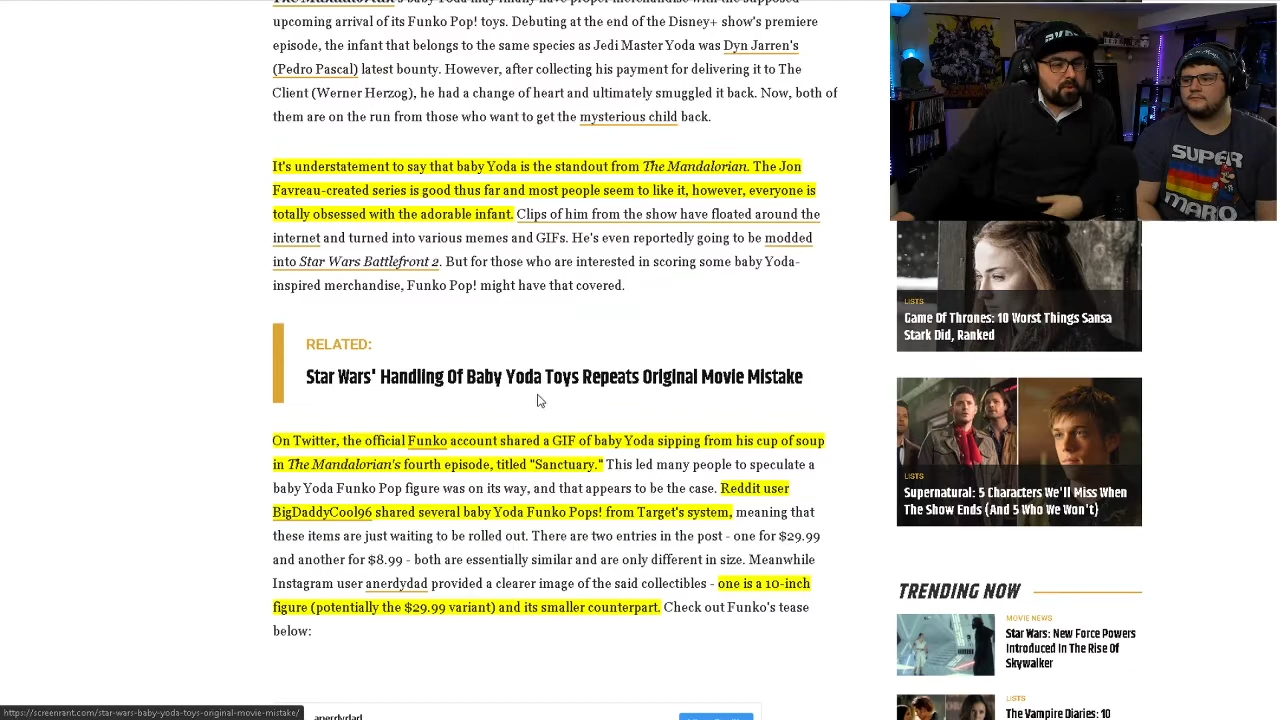 The Mandalorian's baby Yoda may finally have proper merchandise with the supposed
upcoming arrival of its Funko Pop! toys. Debuting at the end of the Disney+ show's premiere
episode, the infant that belongs to the same species as Jedi Master Yoda was Dyn Jarren's
(Pedro Pascal) latest bounty. However, after collecting his payment for delivering it to The
Client (Werner Herzog), he had a change of heart and ultimately smuggled it back. Now, both of
them are on the run from those who want to get the mysterious child back.
It's understatement to say that baby Yoda is the standout from The Mandalorian. The Jon
Favreau-created series is good thus far and most people seem to like it, however, everyone is
totally obsessed with the adorable infant. Clips of him from the show have floated around the
internet and turned into various memes and GIFs. He's even reportedly going to be modded
into Star Wars Battlefront 2. But for those who are interested in scoring some baby Yoda-
inspired merchandise, Funko Pop! might have that covered.
RELATED:
Star Wars' Handling Of Baby Yoda Toys Repeats Original Movie Mistake
On Twitter, the official Funko account shared a GIF of baby Yoda sipping from his cup of soup
in The Mandalorian's fourth episode, titled "Sanctuary." This led many people to speculate a
baby Yoda Funko Pop figure was on its way, and that appears to be the case. Reddit user
BigDaddyCool96 shared several baby Yoda Funko Pops! from Target's system, meaning that
these items are just waiting to be rolled out. There are two entries in the post - one for $29.99
and another for $8.99 - both are essentially similar and are only different in size. Meanwhile
Instagram user anerdydad provided a clearer image of the said collectibles - one is a 10-inch
figure (potentially the $29.99 variant) and its smaller counterpart. Check out Funko's tease
below:
anerdydad
https://screenrant.com/star-wars-baby-yoda-toys-original-movie-mistake/
SUPER
MARO
LISTS
Game Of Thrones: 10 Worst Things Sansa
Stark Did, Ranked
LISTS
Supernatural: 5 Characters We'll Miss When
The Show Ends (And 5 Who We Won't)
TRENDING NOW
MOVIE NEWS
Star Wars: New Force Powers
Introduced In The Rise Of
Skywalker
LISTS
The Vampire Diaries: 10